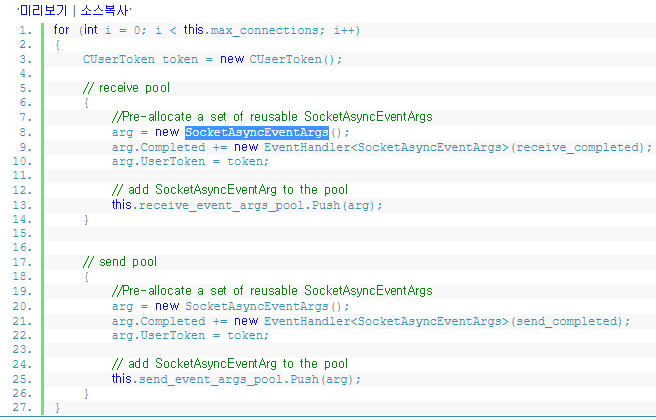 미리보기 | 소스복사·
1. for (int i = 0; i < this.max_connections; i++)
2. {
3.     CUserToken token = new CUserToken();
4.
5.     // receive pool
6.     {
7.         //Pre-allocate a set of reusable SocketAsyncEventArgs
8.         arg = new SocketAsyncEventArgs();
9.         arg.Completed += new EventHandler<SocketAsyncEventArgs>(receive_completed);
10.         arg.UserToken = token;
11.
12.         // add SocketAsyncEventArg to the pool
13.         this.receive_event_args_pool.Push(arg);
14.     }
15.
16.
17.     // send pool
18.     {
19.         //Pre-allocate a set of reusable SocketAsyncEventArgs
20.         arg = new SocketAsyncEventArgs();
21.         arg.Completed += new EventHandler<SocketAsyncEventArgs>(send_completed);
22.         arg.UserToken = token;
23.
24.         // add SocketAsyncEventArg to the pool
25.         this.send_event_args_pool.Push(arg);
26.     }
27. }